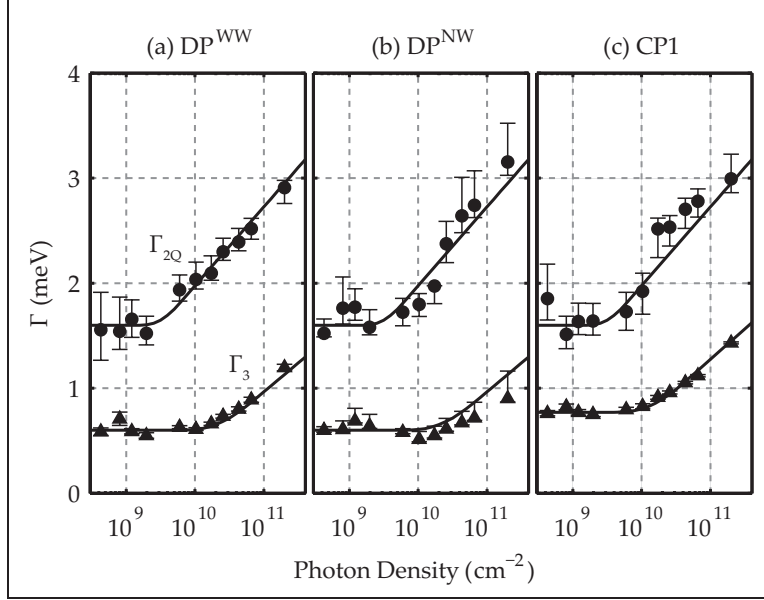 (a) DP^WW (b) DP^NW (c) CP1
4
3
2
1
0
Γ (meV)
Γ_2Q
Γ_3
10^9 10^10 10^11 10^9 10^10 10^11 10^9 10^10 10^11
Photon Density (cm^−2)